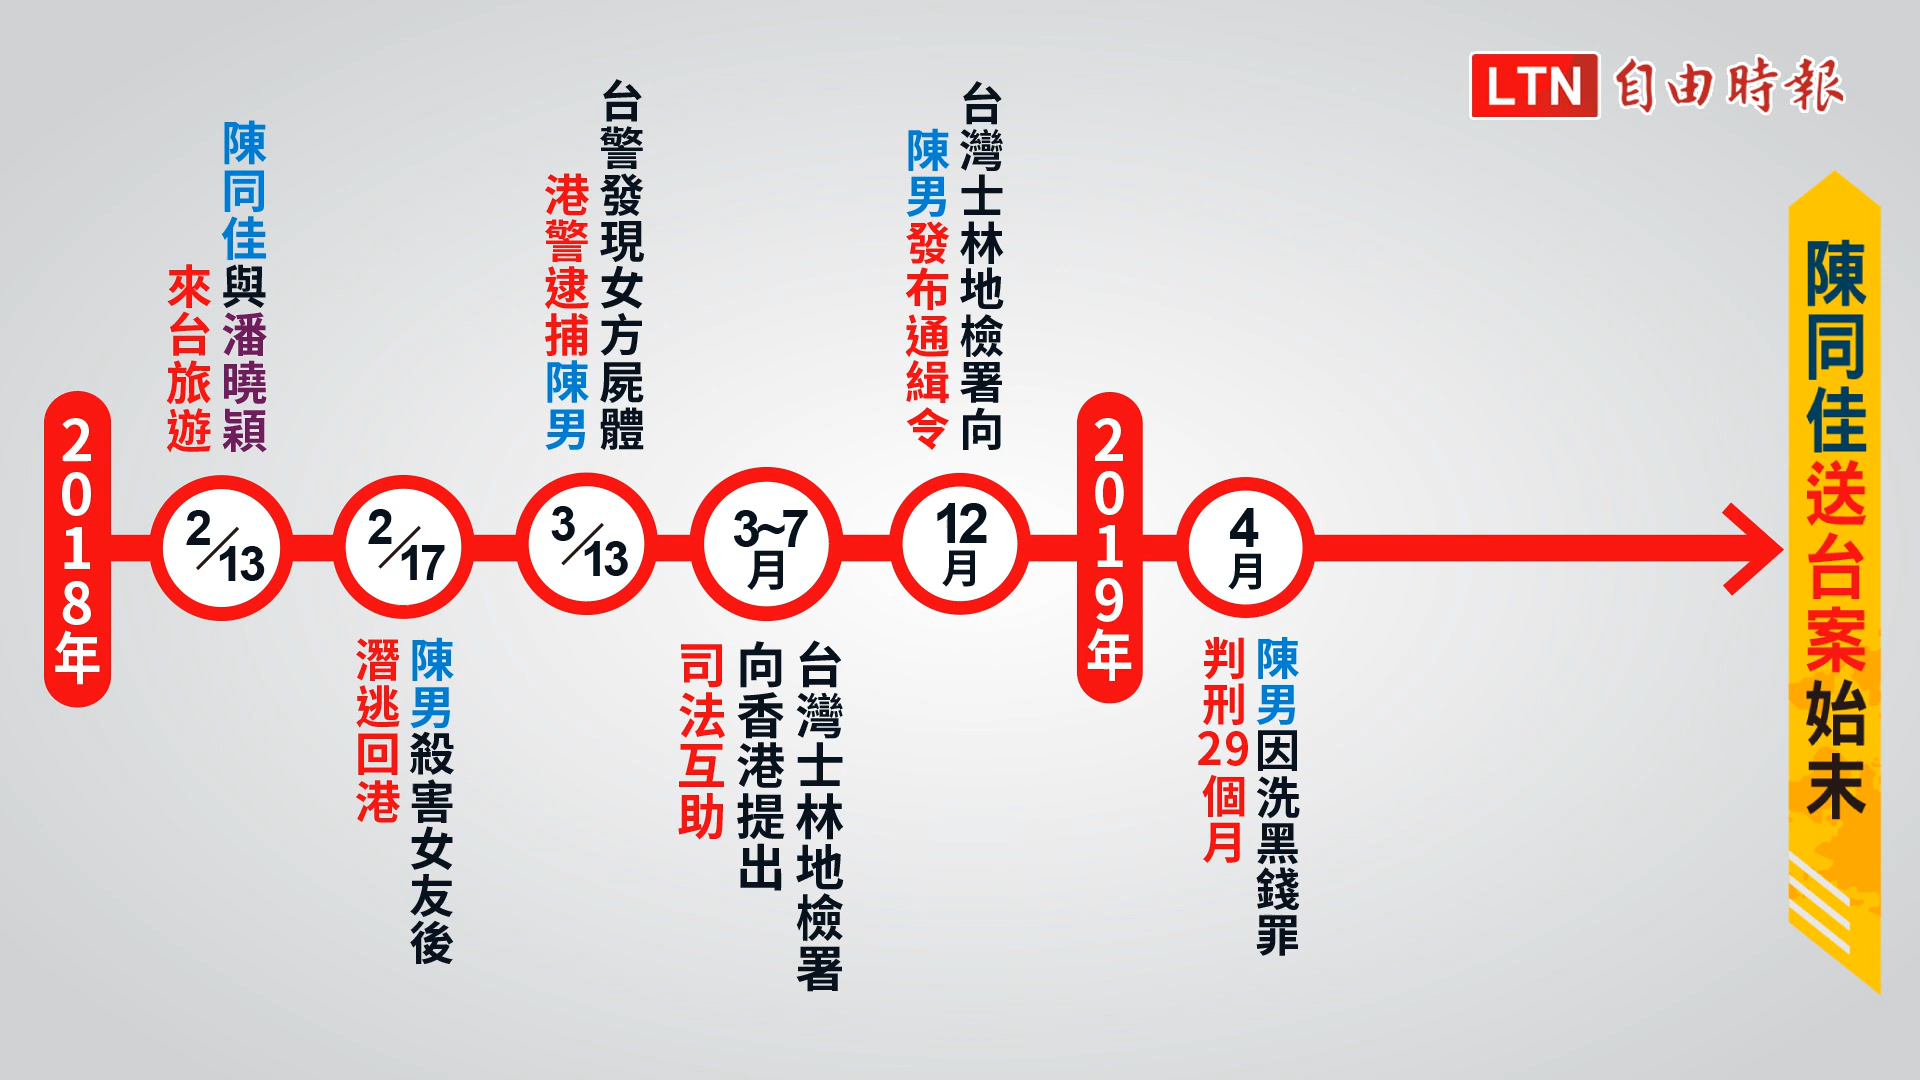 LTN 自由時報
陳同佳送台案始末
2018年
2/13
陳同佳與潘曉穎
來台旅遊
2/17
陳男殺害女友後
潛逃回港
3/13
台警發現女方屍體
港警逮捕陳男
3~7
月
台灣士林地檢署
向香港提出
司法互助
12
月
台灣士林地檢署向
陳男發布通緝令
2019年
4
月
陳男因洗黑錢罪
判刑29個月